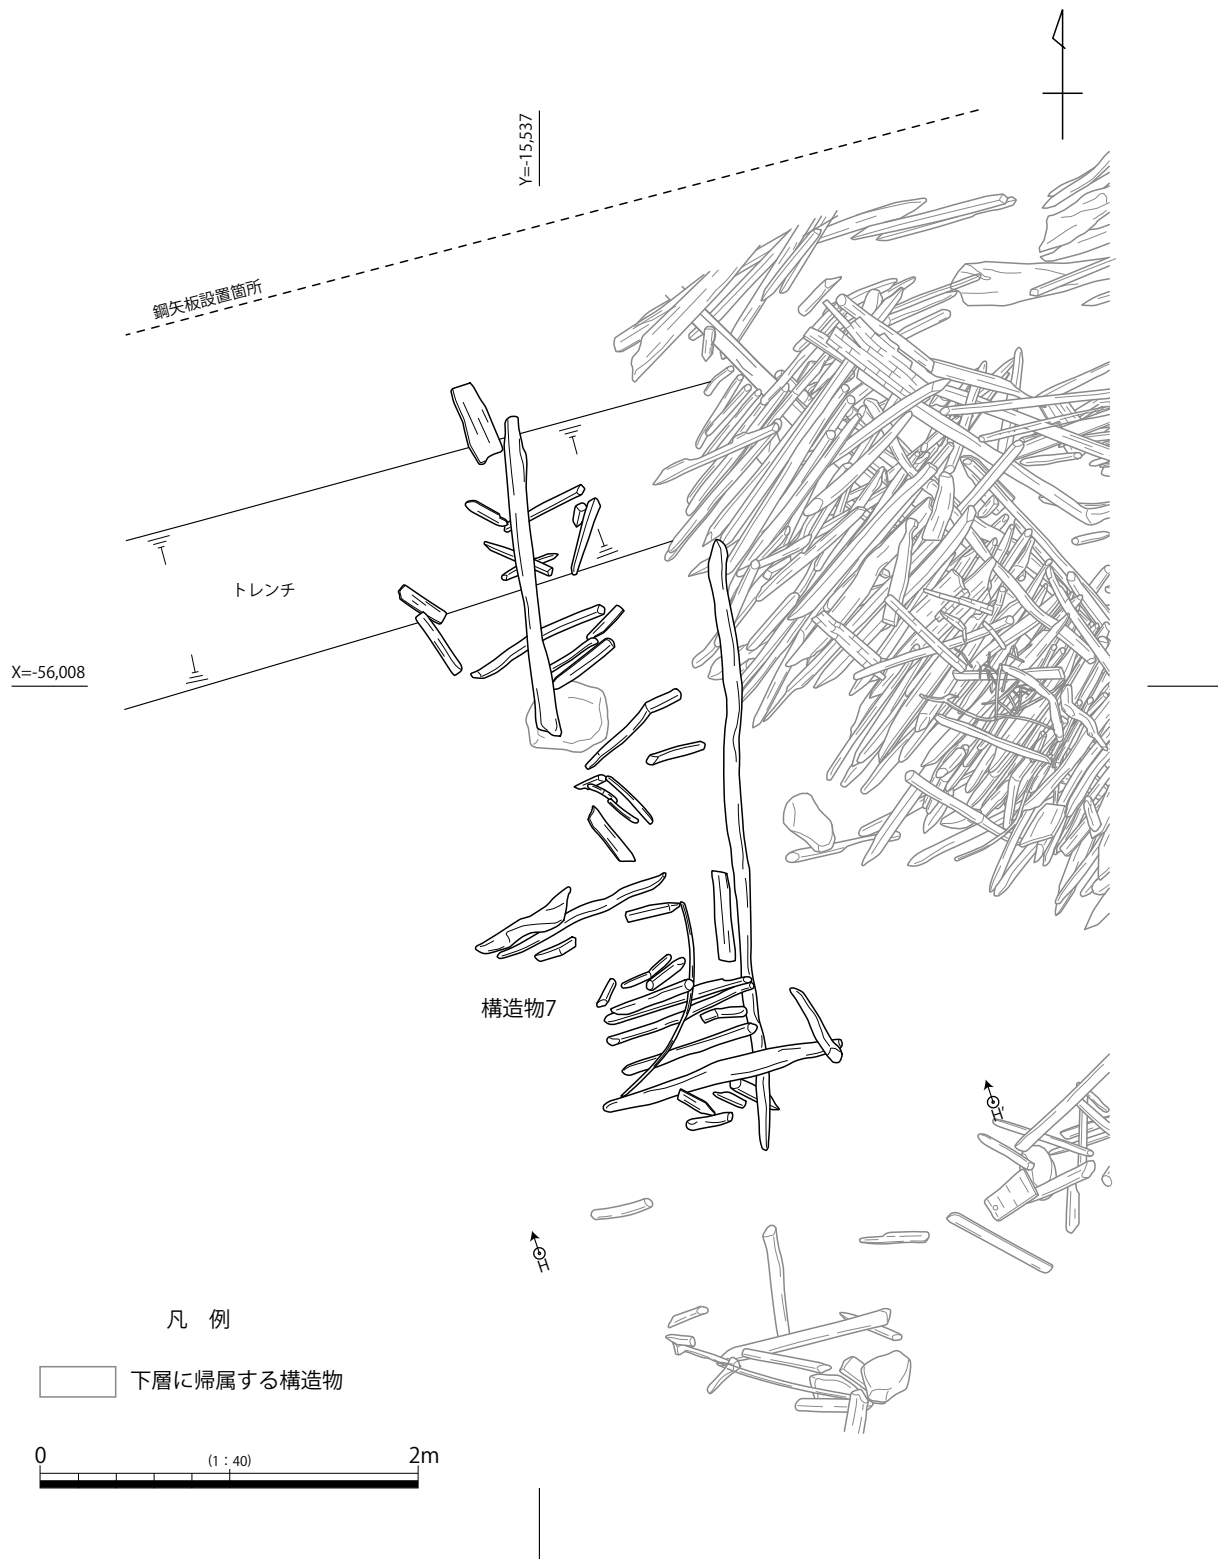 Y=-15,537
鋼矢板設置箇所
トレンチ
X=-56,008
構造物7
H'
H
凡　例
下層に帰属する構造物
0 (1：40) 2m